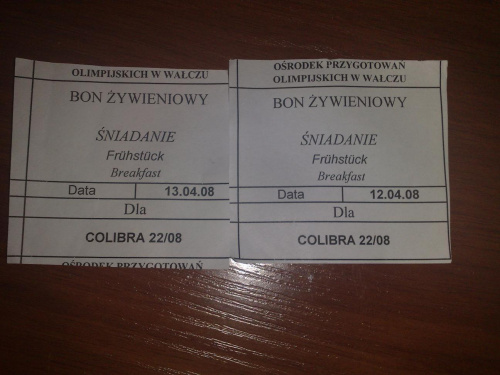 OLIMPIJSKICH W WAŁCZU
BON ŻYWIENIOWY
ŚNIADANIE
Frühstück
Breakfast
Data 13.04.08
Dla
COLIBRA 22/08
OŚRODEK PRZYGOTOWAŃ
OŚRODEK PRZYGOTOWAŃ
OLIMPIJSKICH W WAŁCZU
BON ŻYWIENIOWY
ŚNIADANIE
Frühstück
Breakfast
Data 12.04.08
Dla
COLIBRA 22/08